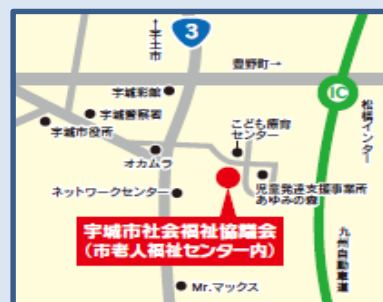 ←宇土市
3
豊野町→
IC
松橋インター
宇城彩館
宇城警察署
宇城市役所
こども療育
センター
オカムラ
ネットワークセンター
児童発達支援事業所
あゆみの森
宇城市社会福祉協議会
(市老人福祉センター内)
九州自動車道
Mr.マックス